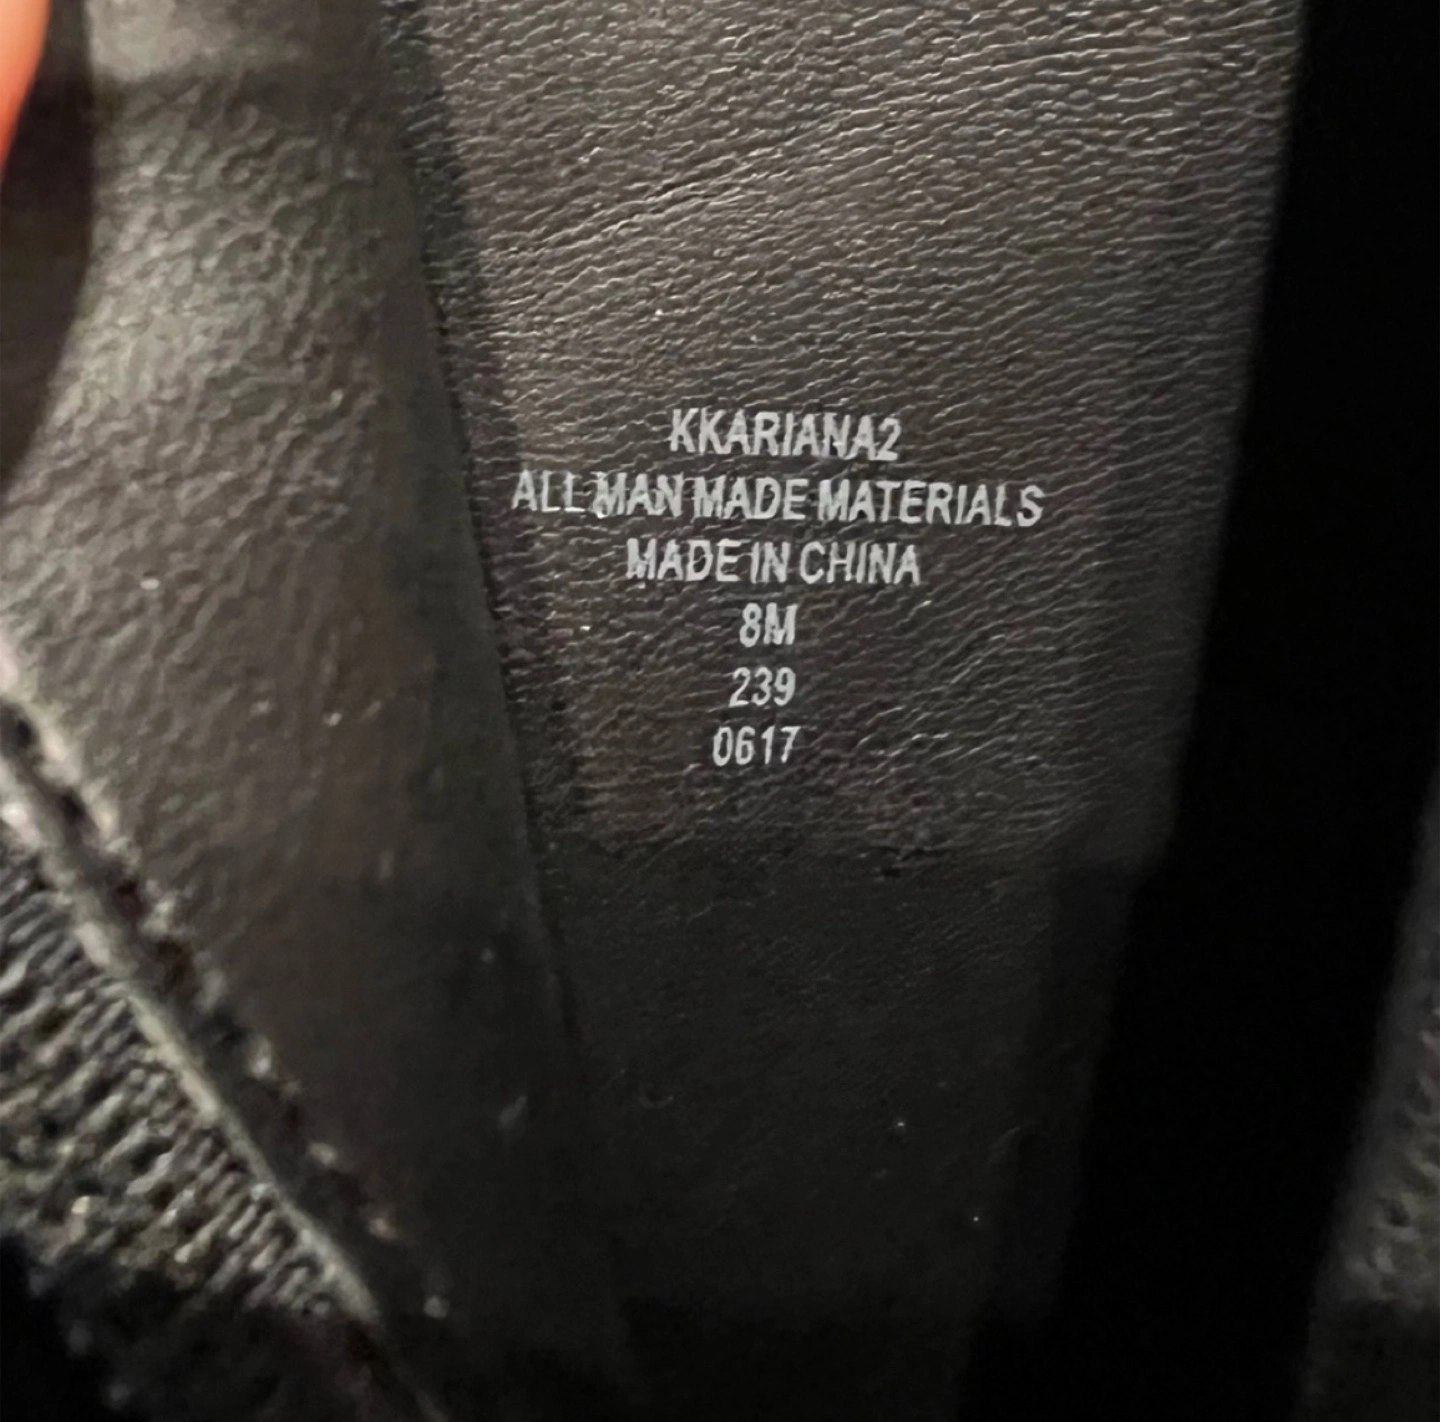 KKARIANA2
ALL MAN MADE MATERIALS
MADE IN CHINA
8M
239
0617